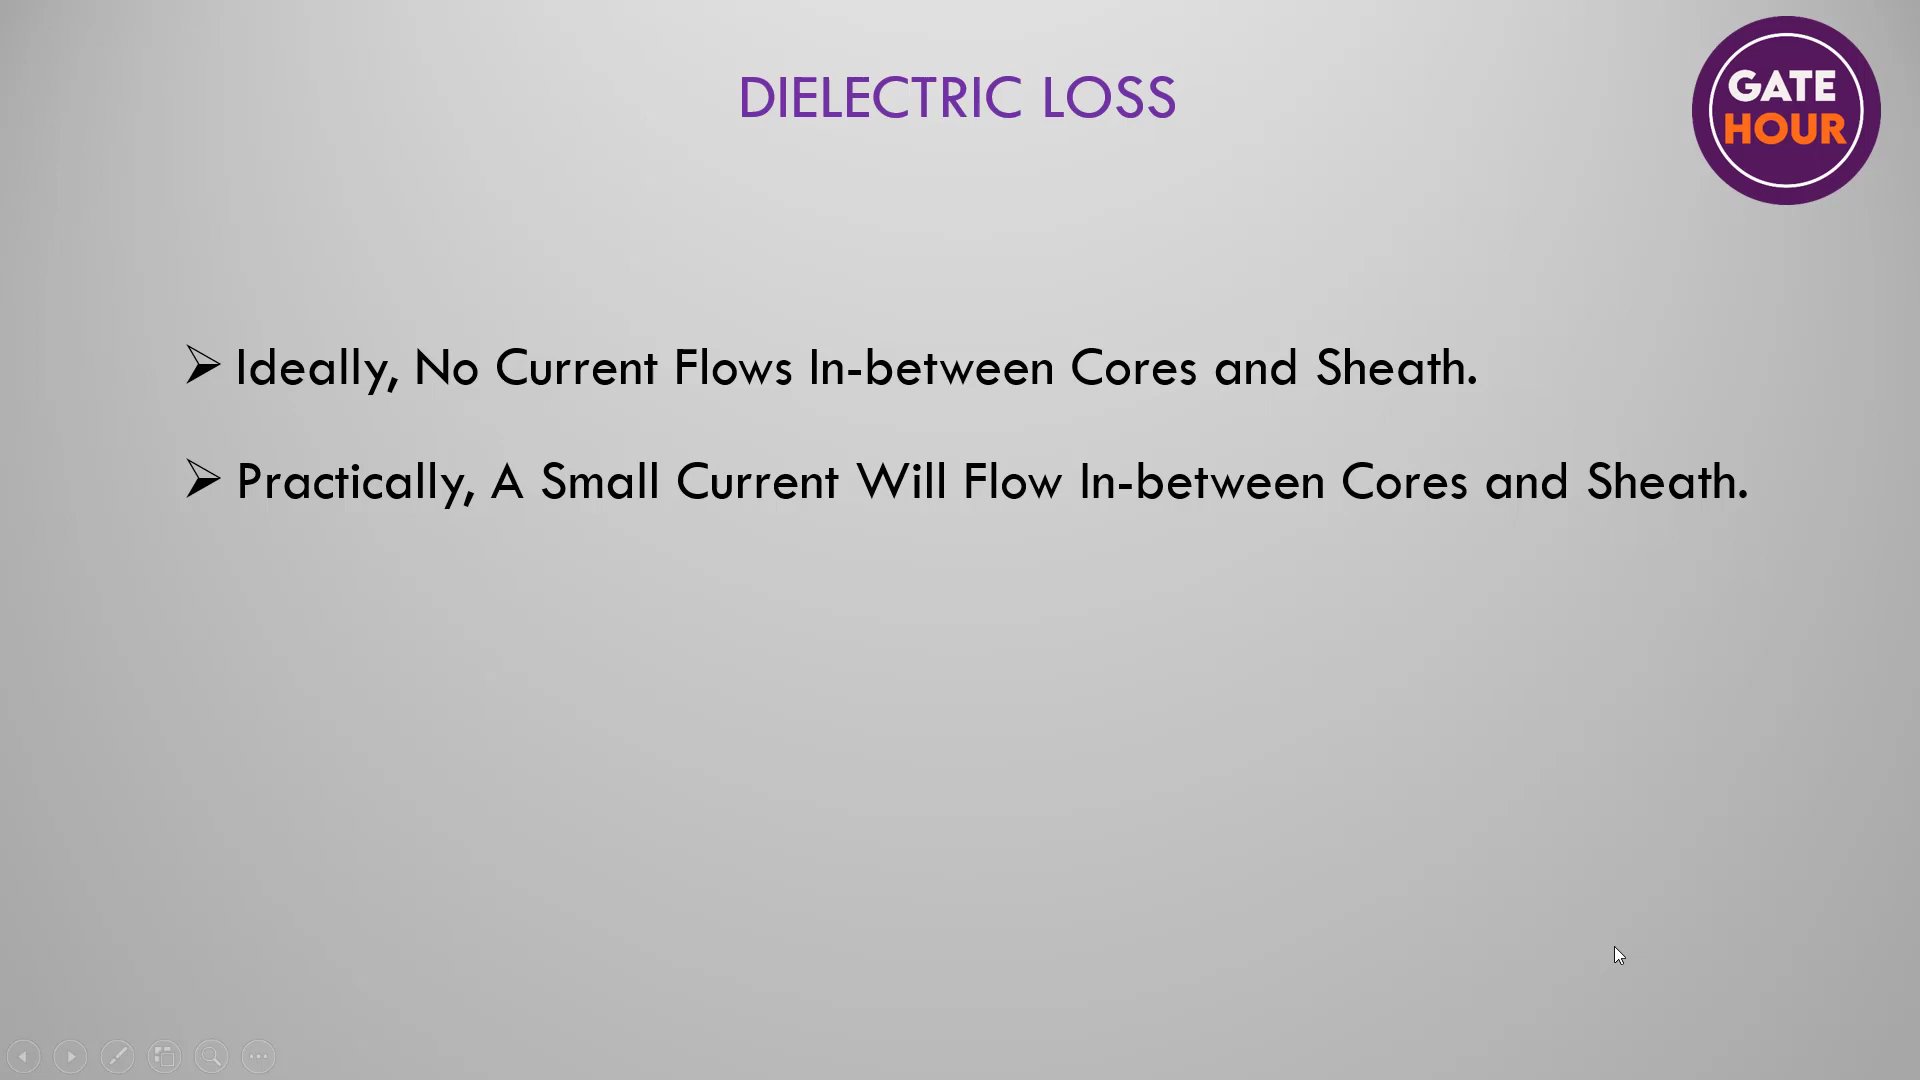 DIELECTRIC LOSS
GATE
HOUR
Ideally, No Current Flows In-between Cores and Sheath.
Practically, A Small Current Will Flow In-between Cores and Sheath.